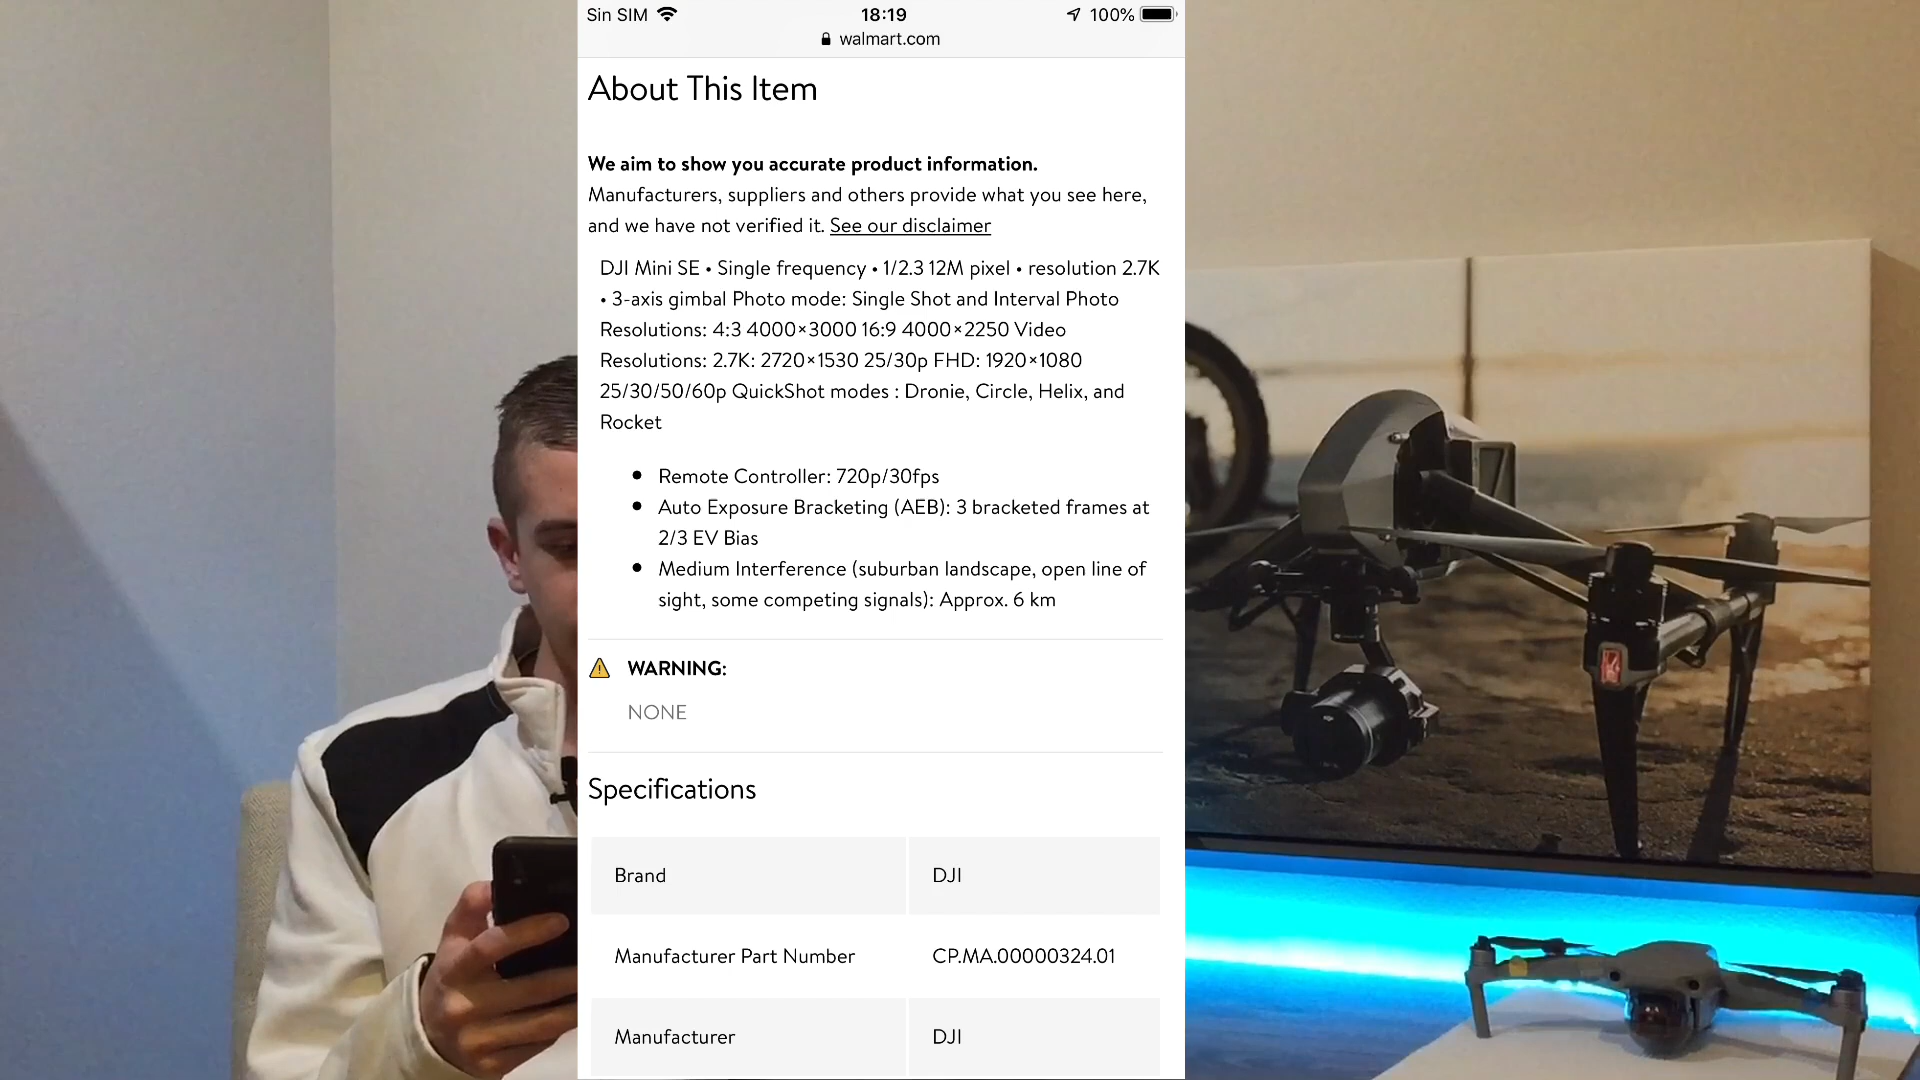 Sin SIM 18:19 100%
walmart.com
About This Item
We aim to show you accurate product information.
Manufacturers, suppliers and others provide what you see here,
and we have not verified it. See our disclaimer
DJI Mini SE • Single frequency • 1/2.3 12M pixel • resolution 2.7K
• 3-axis gimbal Photo mode: Single Shot and Interval Photo
Resolutions: 4:3 4000×3000 16:9 4000×2250 Video
Resolutions: 2.7K: 2720×1530 25/30p FHD: 1920×1080
25/30/50/60p QuickShot modes : Dronie, Circle, Helix, and
Rocket
• Remote Controller: 720p/30fps
• Auto Exposure Bracketing (AEB): 3 bracketed frames at
2/3 EV Bias
• Medium Interference (suburban landscape, open line of
sight, some competing signals): Approx. 6 km
WARNING:
NONE
Specifications
Brand DJI
Manufacturer Part Number CP.MA.00000324.01
Manufacturer DJI